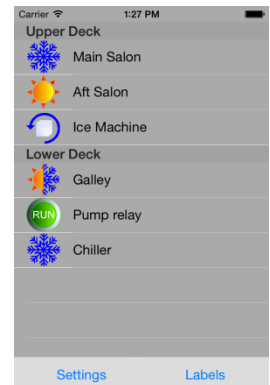 Carrier 1:27 PM
Upper Deck
Main Salon
Aft Salon
Ice Machine
Lower Deck
Galley
RUN Pump relay
Chiller
Settings Labels